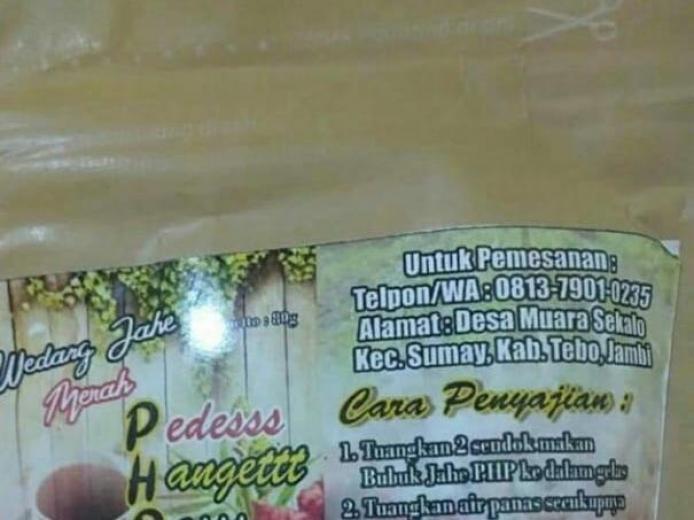 Wedang Jahe
Merah
Netto : 80g
Pedesss
Hangettt
P
Untuk Pemesanan :
Telpon/WA : 0813-7901-0235
Alamat : Desa Muara Sekalo
Kec. Sumay, Kab. Tebo, Jambi
Cara Penyajian :
1. Tuangkan 2 sendok makan
Bubuk Jahe PHP ke dalam gelas
2. Tuangkan air panas secukupnya